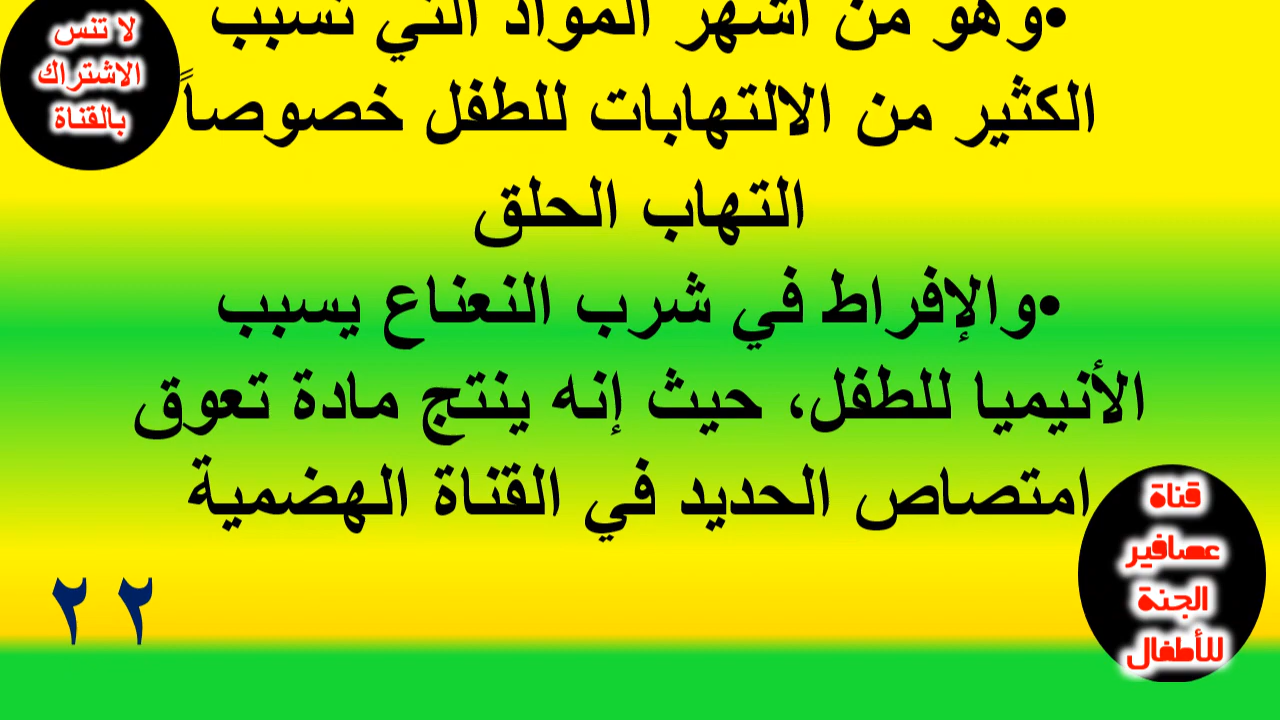 •وهو من أشهر المواد التي تسبب
الكثير من الالتهابات للطفل خصوصاً
التهاب الحلق
•والإفراط في شرب النعناع يسبب
الأنيميا للطفل، حيث إنه ينتج مادة تعوق
امتصاص الحديد في القناة الهضمية
لا تنس
الاشتراك
بالقناة
قناة
عصافير
الجنة
للأطفال
٢٢